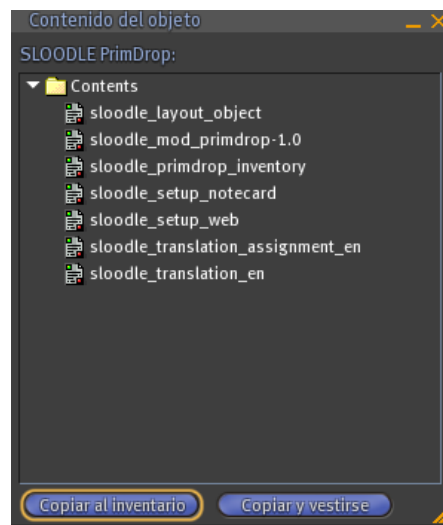 Contenido del objeto
SLOODLE PrimDrop:
Contents
sloodle_layout_object
sloodle_mod_primdrop-1.0
sloodle_primdrop_inventory
sloodle_setup_notecard
sloodle_setup_web
sloodle_translation_assignment_en
sloodle_translation_en
Copiar al inventario Copiar y vestirse